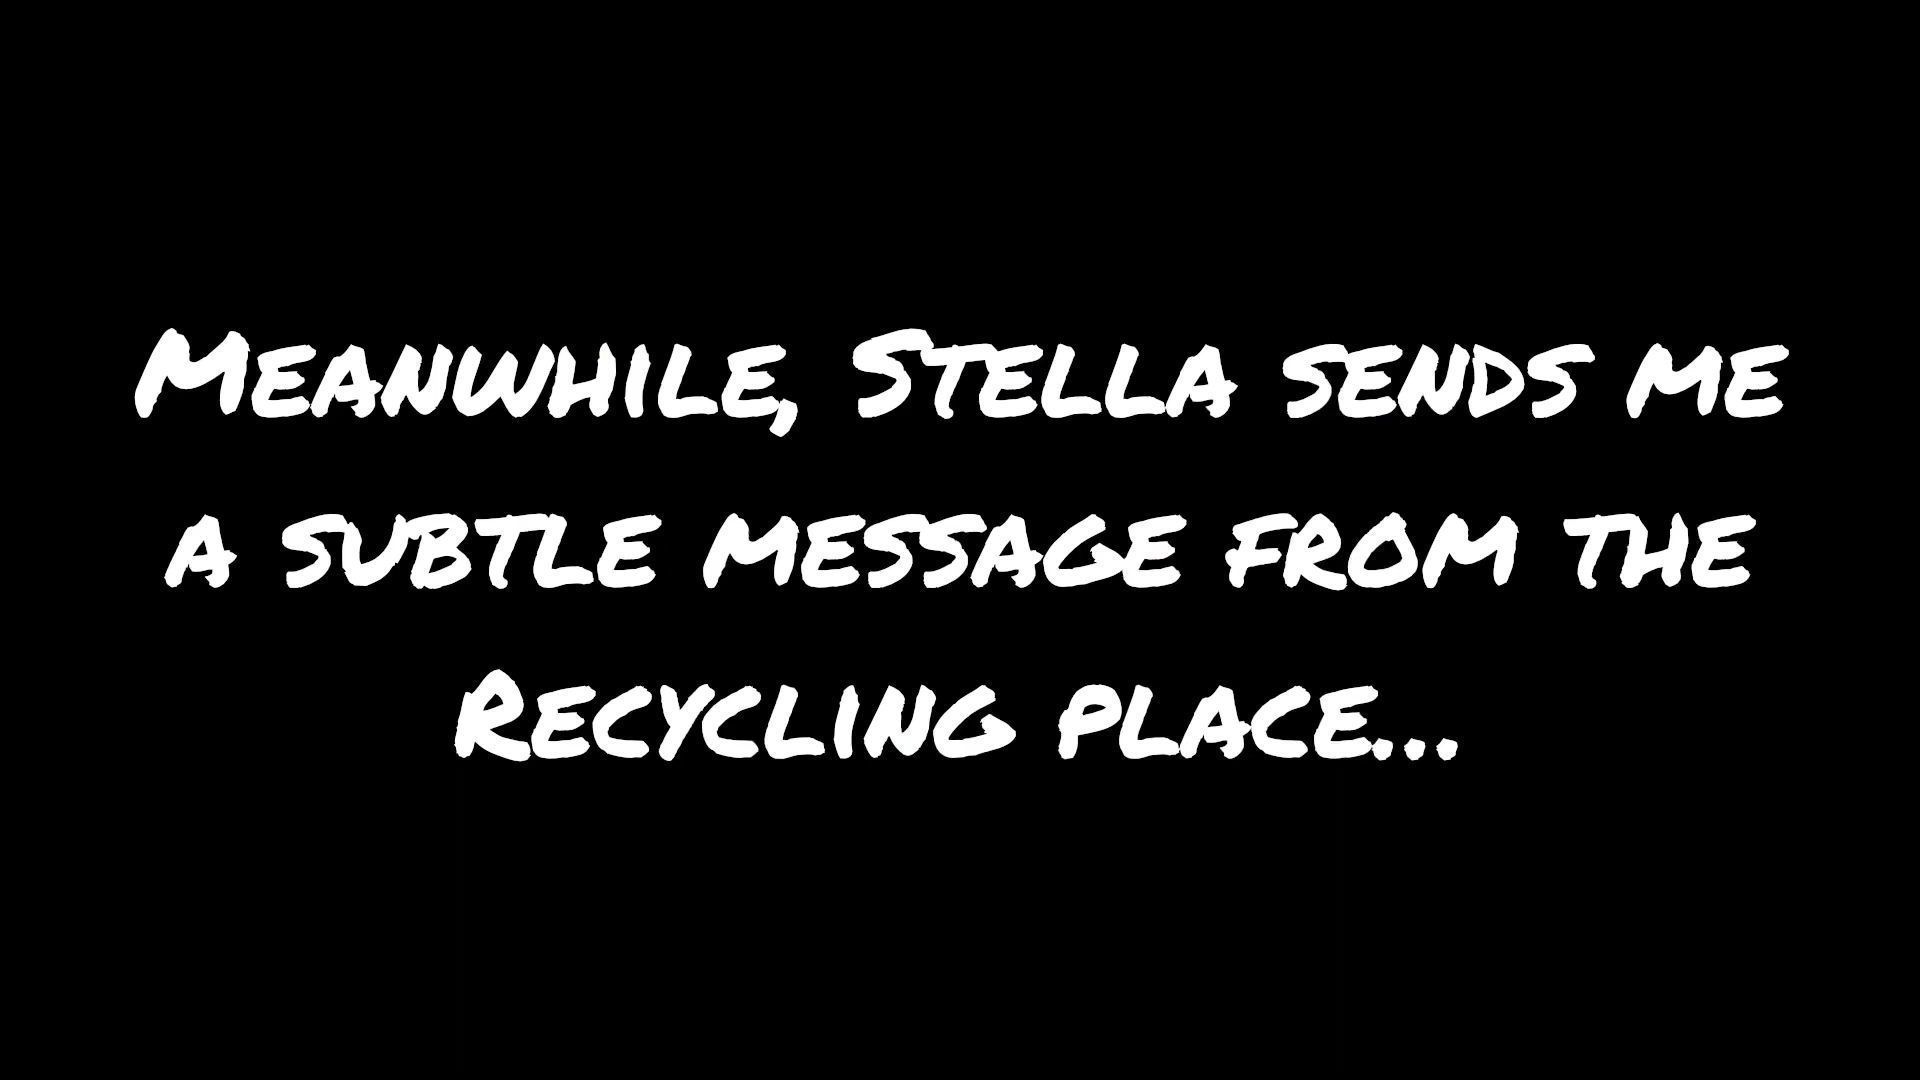 Meanwhile, Stella sends me
a subtle message from the
Recycling place...